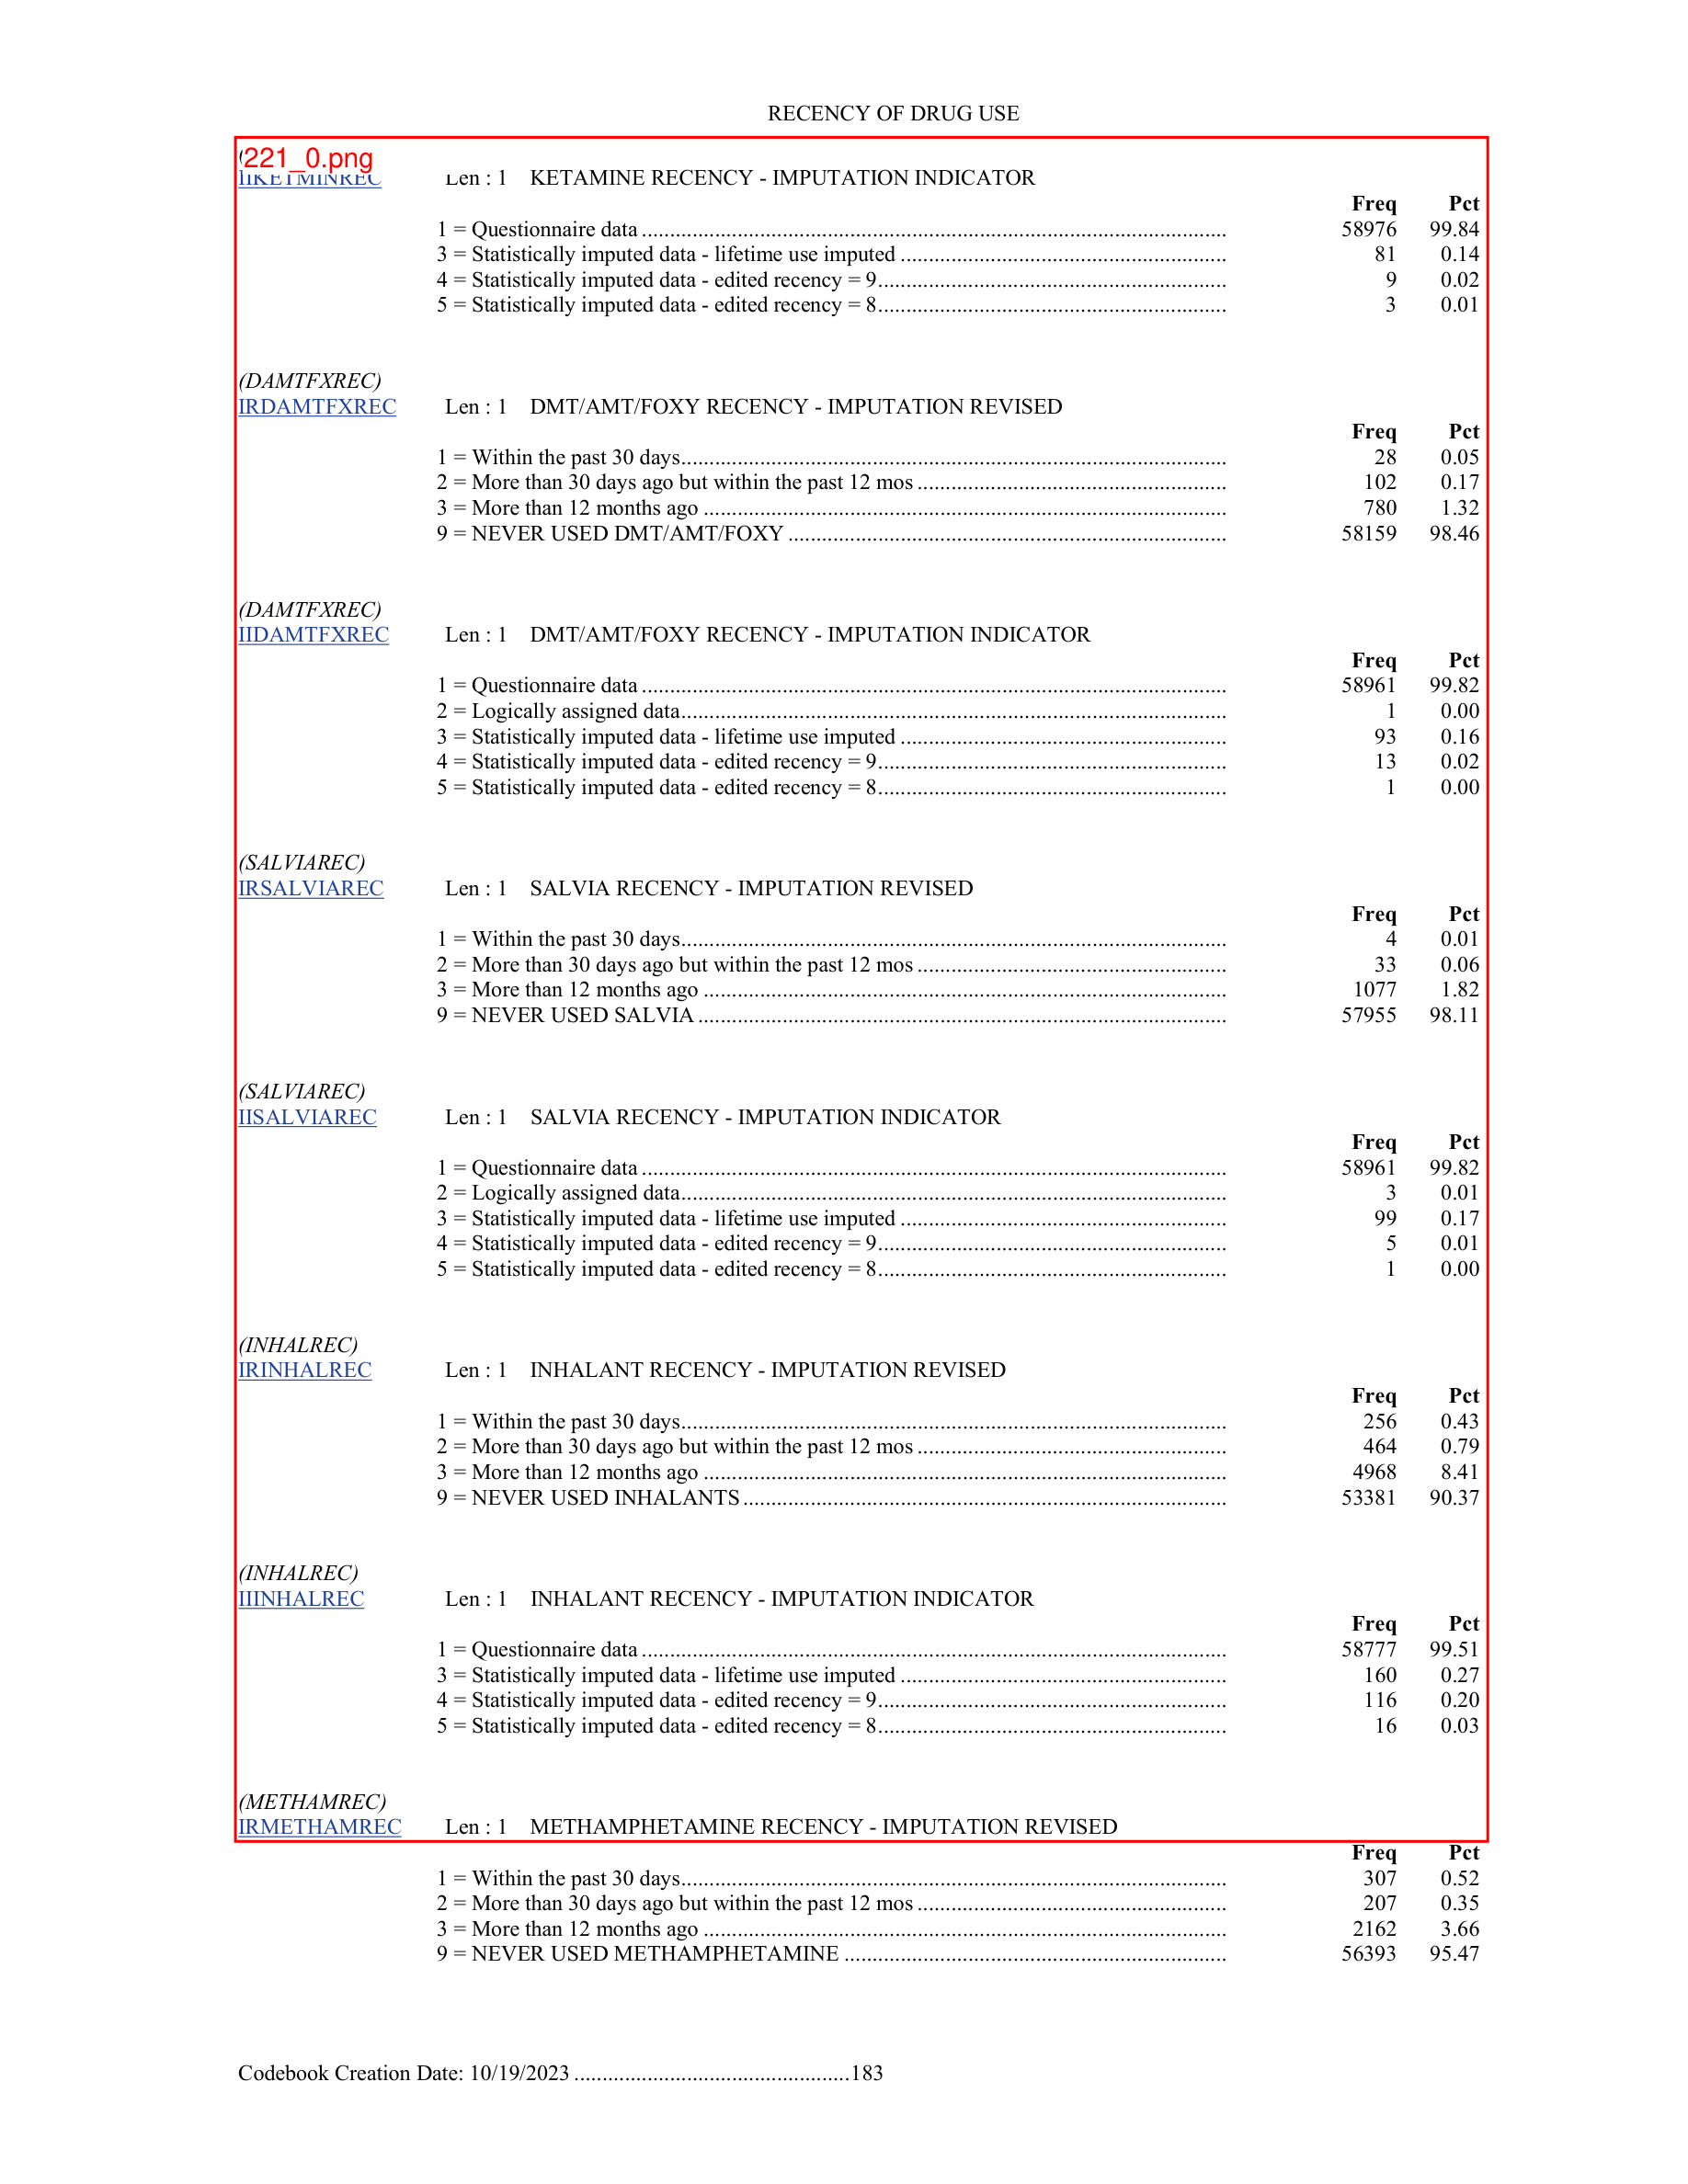 RECENCY OF DRUG USE
221_0.png
IIKETMINREC Len : 1 KETAMINE RECENCY - IMPUTATION INDICATOR
Freq Pct
1 = Questionnaire data ........ 58976 99.84
3 = Statistically imputed data - lifetime use imputed ........ 81 0.14
4 = Statistically imputed data - edited recency = 9........ 9 0.02
5 = Statistically imputed data - edited recency = 8........ 3 0.01
(DAMTFXREC)
IRDAMTFXREC Len : 1 DMT/AMT/FOXY RECENCY - IMPUTATION REVISED
Freq Pct
1 = Within the past 30 days........ 28 0.05
2 = More than 30 days ago but within the past 12 mos ........ 102 0.17
3 = More than 12 months ago ........ 780 1.32
9 = NEVER USED DMT/AMT/FOXY ........ 58159 98.46
(DAMTFXREC)
IIDAMTFXREC Len : 1 DMT/AMT/FOXY RECENCY - IMPUTATION INDICATOR
Freq Pct
1 = Questionnaire data ........ 58961 99.82
2 = Logically assigned data........ 1 0.00
3 = Statistically imputed data - lifetime use imputed ........ 93 0.16
4 = Statistically imputed data - edited recency = 9........ 13 0.02
5 = Statistically imputed data - edited recency = 8........ 1 0.00
(SALVIAREC)
IRSALVIAREC Len : 1 SALVIA RECENCY - IMPUTATION REVISED
Freq Pct
1 = Within the past 30 days........ 4 0.01
2 = More than 30 days ago but within the past 12 mos ........ 33 0.06
3 = More than 12 months ago ........ 1077 1.82
9 = NEVER USED SALVIA ........ 57955 98.11
(SALVIAREC)
IISALVIAREC Len : 1 SALVIA RECENCY - IMPUTATION INDICATOR
Freq Pct
1 = Questionnaire data ........ 58961 99.82
2 = Logically assigned data........ 3 0.01
3 = Statistically imputed data - lifetime use imputed ........ 99 0.17
4 = Statistically imputed data - edited recency = 9........ 5 0.01
5 = Statistically imputed data - edited recency = 8........ 1 0.00
(INHALREC)
IRINHALREC Len : 1 INHALANT RECENCY - IMPUTATION REVISED
Freq Pct
1 = Within the past 30 days........ 256 0.43
2 = More than 30 days ago but within the past 12 mos ........ 464 0.79
3 = More than 12 months ago ........ 4968 8.41
9 = NEVER USED INHALANTS ........ 53381 90.37
(INHALREC)
IIINHALREC Len : 1 INHALANT RECENCY - IMPUTATION INDICATOR
Freq Pct
1 = Questionnaire data ........ 58777 99.51
3 = Statistically imputed data - lifetime use imputed ........ 160 0.27
4 = Statistically imputed data - edited recency = 9........ 116 0.20
5 = Statistically imputed data - edited recency = 8........ 16 0.03
(METHAMREC)
IRMETHAMREC Len : 1 METHAMPHETAMINE RECENCY - IMPUTATION REVISED
Freq Pct
1 = Within the past 30 days........ 307 0.52
2 = More than 30 days ago but within the past 12 mos ........ 207 0.35
3 = More than 12 months ago ........ 2162 3.66
9 = NEVER USED METHAMPHETAMINE ........ 56393 95.47
Codebook Creation Date: 10/19/2023 ........183